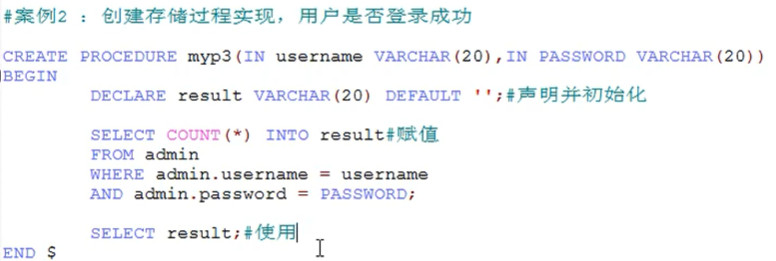 #案例2 : 创建存储过程实现, 用户是否登录成功
CREATE PROCEDURE myp3(IN username VARCHAR(20),IN PASSWORD VARCHAR(20))
BEGIN
DECLARE result VARCHAR(20) DEFAULT '';#声明并初始化
SELECT COUNT(*) INTO result#赋值
FROM admin
WHERE admin.username = username
AND admin.password = PASSWORD;
SELECT result;#使用
END $